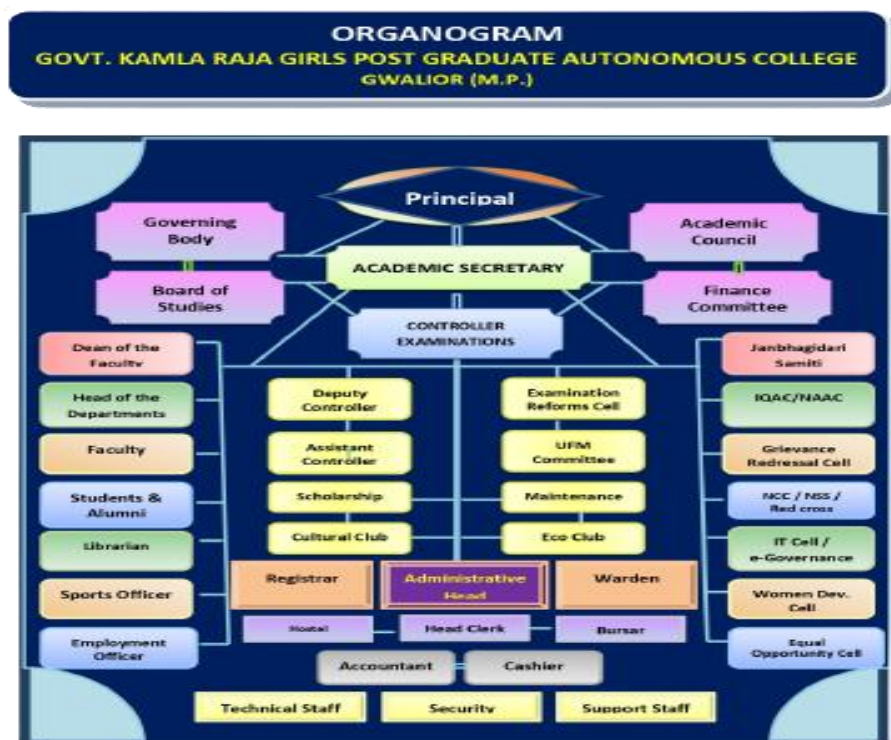 ORGANOGRAM
GOVT. KAMLA RAJA GIRLS POST GRADUATE AUTONOMOUS COLLEGE
GWALIOR (M.P.)
Principal
Governing
Body
Academic
Council
ACADEMIC SECRETARY
Board of
Studies
Finance
Committee
CONTROLLER
EXAMINATIONS
Dean of the
Faculty
Janbhagidari
Samiti
Head of the
Departments
Deputy
Controller
Examination
Reforms Cell
IQAC/NAAC
Faculty
Assistant
Controller
UFM
Committee
Grievance
Redressal Cell
Students &
Alumni
Scholarship
Maintenance
NCC / NSS /
Red cross
Librarian
Cultural Club
Eco Club
IT Cell /
e-Governance
Registrar
Administrative
Head
Warden
Sports Officer
Women Dev.
Cell
Hostel
Head Clerk
Bursar
Employment
Officer
Equal
Opportunity Cell
Accountant
Cashier
Technical Staff
Security
Support Staff